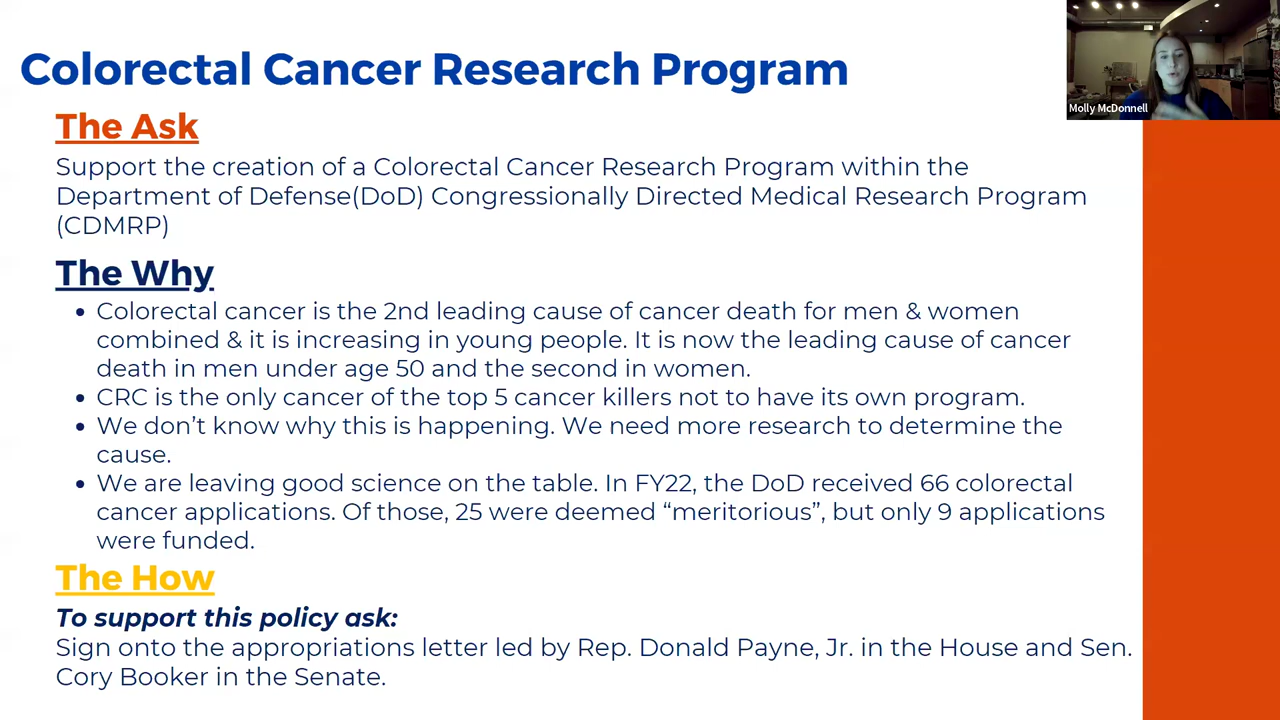 Colorectal Cancer Research Program
Molly McDonnell
The Ask
Support the creation of a Colorectal Cancer Research Program within the
Department of Defense(DoD) Congressionally Directed Medical Research Program
(CDMRP)
The Why
• Colorectal cancer is the 2nd leading cause of cancer death for men & women
combined & it is increasing in young people. It is now the leading cause of cancer
death in men under age 50 and the second in women.
• CRC is the only cancer of the top 5 cancer killers not to have its own program.
• We don’t know why this is happening. We need more research to determine the
cause.
• We are leaving good science on the table. In FY22, the DoD received 66 colorectal
cancer applications. Of those, 25 were deemed “meritorious”, but only 9 applications
were funded.
The How
To support this policy ask:
Sign onto the appropriations letter led by Rep. Donald Payne, Jr. in the House and Sen.
Cory Booker in the Senate.